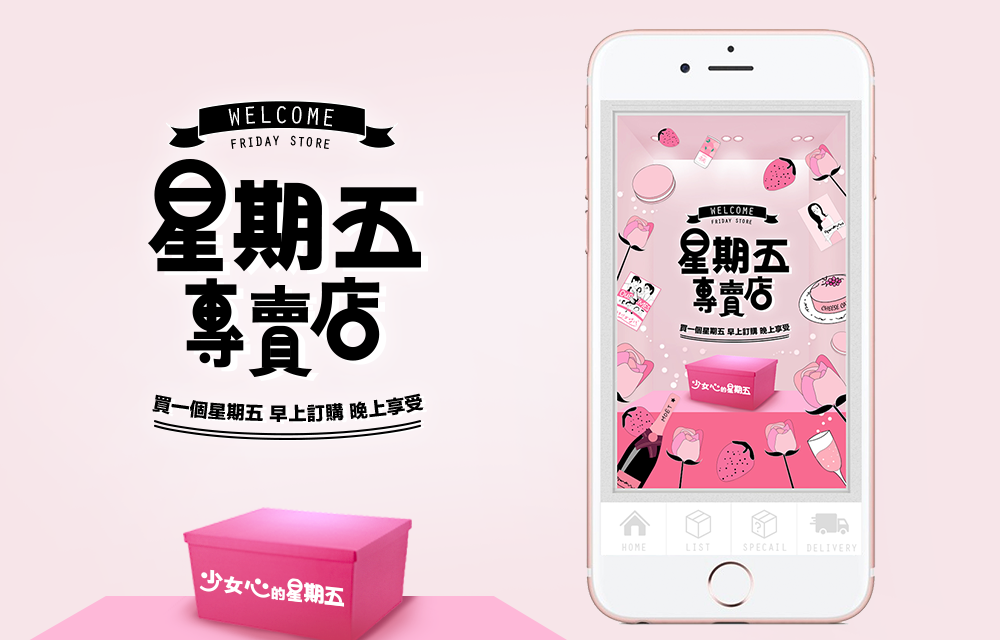 WELCOME
FRIDAY STORE
星期五
專賣店
買一個星期五 早上訂購 晚上享受
少女心的星期五
WELCOME
FRIDAY STORE
星期五
專賣店
買一個星期五 早上訂購 晚上享受
少女心的星期五
MOËT
HOME
LIST
SPECAIL
DELIVERY